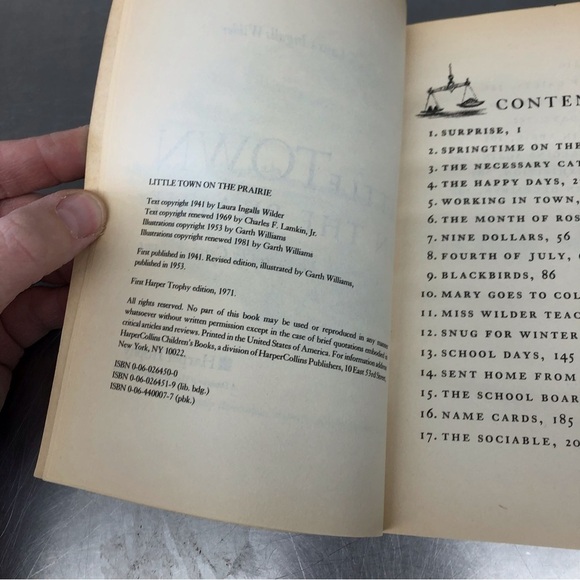 LITTLE TOWN ON THE PRAIRIE
Text copyright 1941 by Laura Ingalls Wilder
Text copyright renewed 1969 by Charles F. Lamkin, Jr.
Illustrations copyright 1953 by Garth Williams
Illustrations copyright renewed 1981 by Garth Williams
First published in 1941. Revised edition, illustrated by Garth Williams,
published in 1953.
First Harper Trophy edition, 1971.
All rights reserved. No part of this book may be used or reproduced in any manner
whatsoever without written permission except in the case of brief quotations embodied in
critical articles and reviews. Printed in the United States of America. For information address
HarperCollins Children's Books, a division of HarperCollins Publishers, 10 East 53rd Street,
New York, NY 10022.
ISBN 0-06-026450-0
ISBN 0-06-026451-9 (lib. bdg.)
ISBN 0-06-440007-7 (pbk.)
CONTEN
1. SURPRISE, 1
2. SPRINGTIME ON THE
3. THE NECESSARY CAT
4. THE HAPPY DAYS, 2
5. WORKING IN TOWN,
6. THE MONTH OF ROS
7. NINE DOLLARS, 56
8. FOURTH OF JULY, 6
9. BLACKBIRDS, 86
10. MARY GOES TO COL
11. MISS WILDER TEAC
12. SNUG FOR WINTER
13. SCHOOL DAYS, 145
14. SENT HOME FROM
15. THE SCHOOL BOAR
16. NAME CARDS, 185
17. THE SOCIABLE, 20